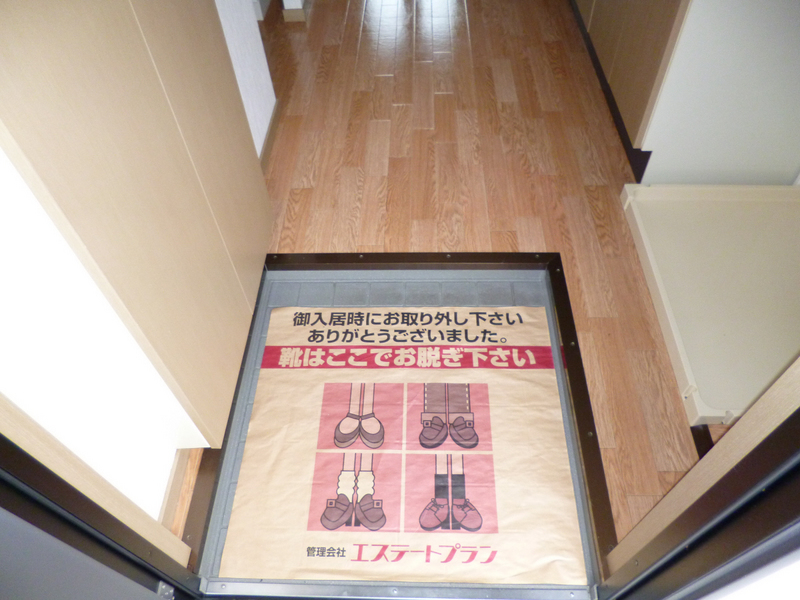 御入居時にお取り外し下さい
ありがとうございました。
靴はここでお脱ぎ下さい
管理会社 エステートプラン